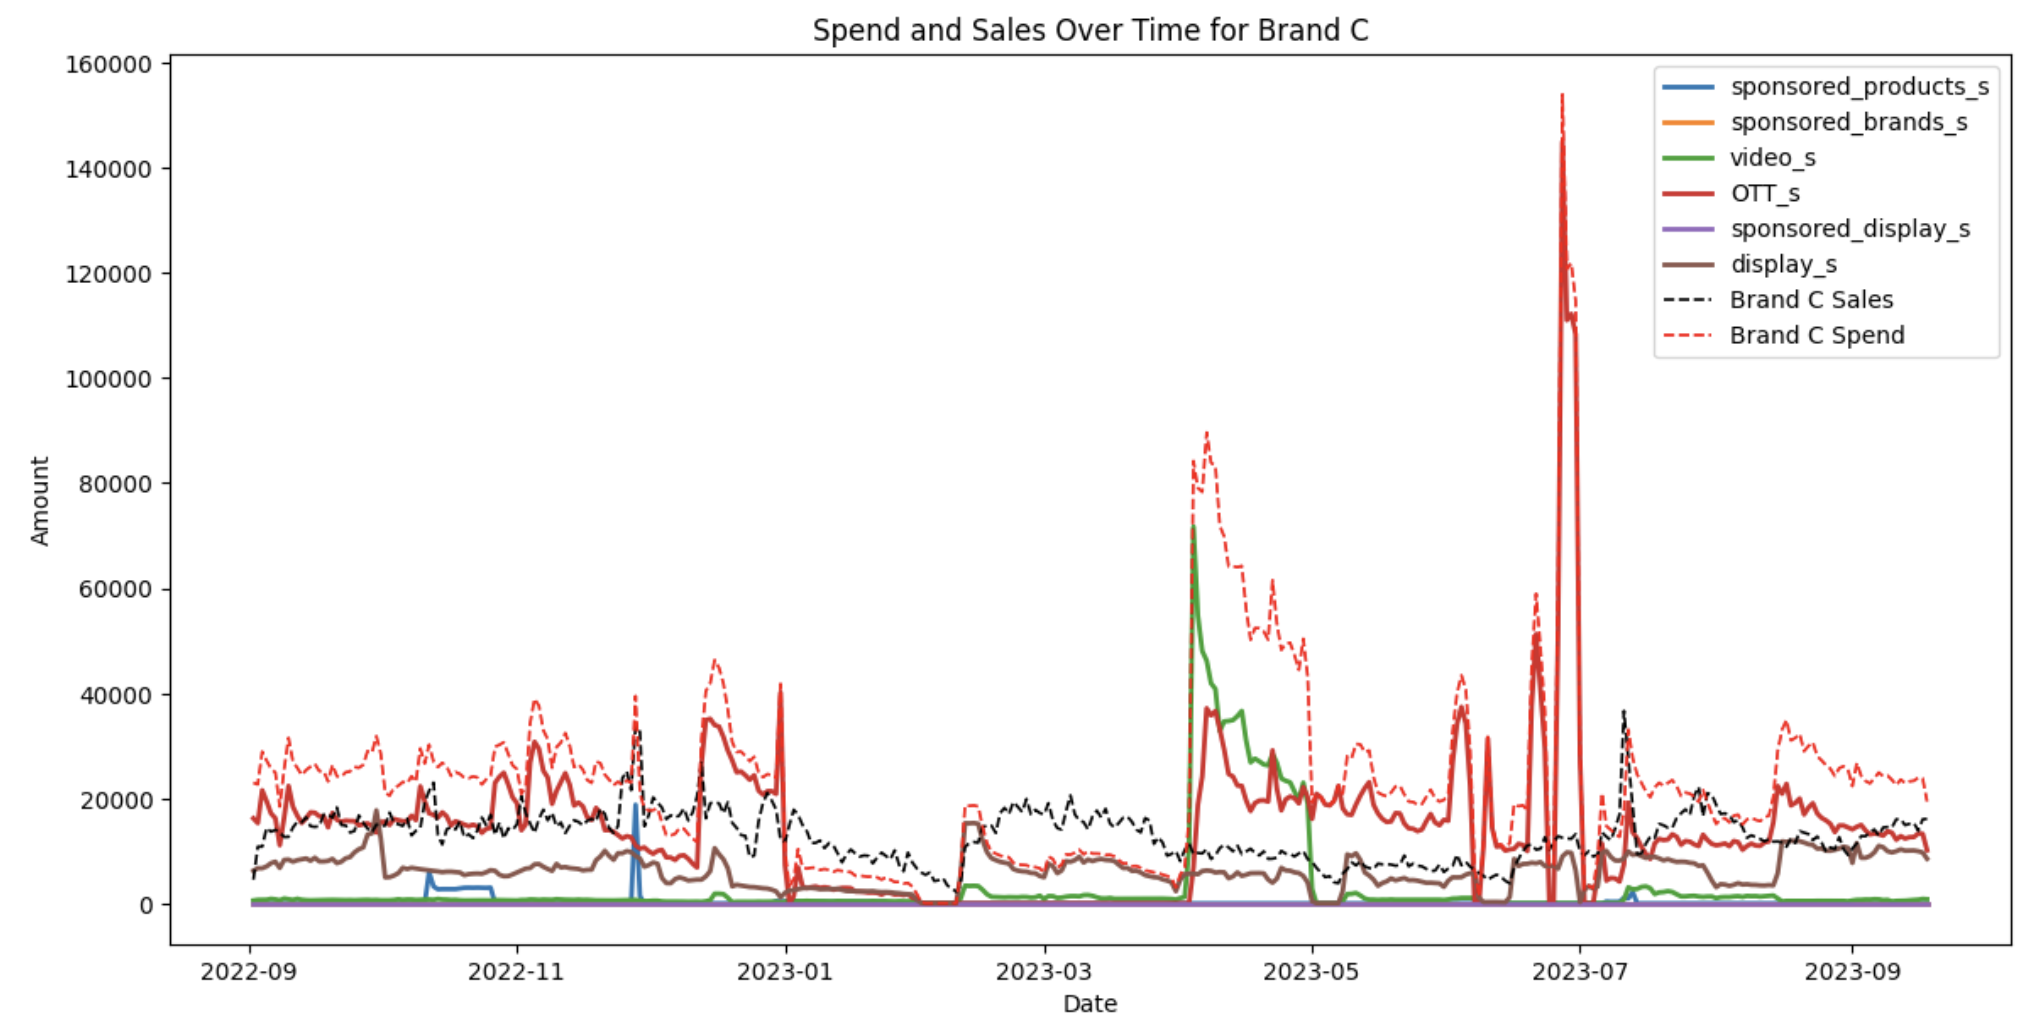 Spend and Sales Over Time for Brand C
160000
140000
120000
100000
80000
60000
40000
20000
0
Amount
sponsored_products_s
sponsored_brands_s
video_s
OTT_s
sponsored_display_s
display_s
Brand C Sales
Brand C Spend
2022-09 2022-11 2023-01 2023-03 2023-05 2023-07 2023-09
Date